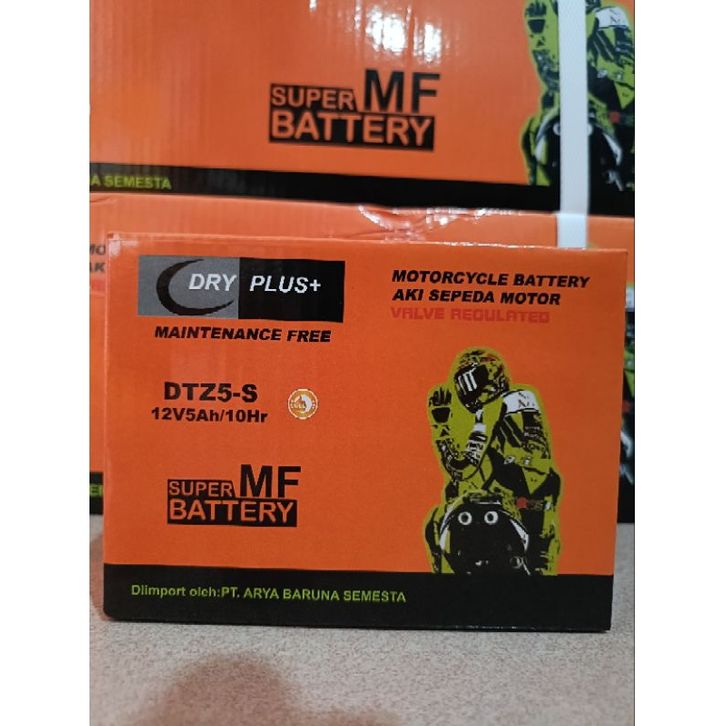 SUPER MF
BATTERY
A SEMESTA
DRY PLUS+
MAINTENANCE FREE
MOTORCYCLE BATTERY
AKI SEPEDA MOTOR
VALVE REGULATED
DTZ5-S
12V5Ah/10Hr
SUPER MF
BATTERY
DIimport oleh:PT. ARYA BARUNA SEMESTA